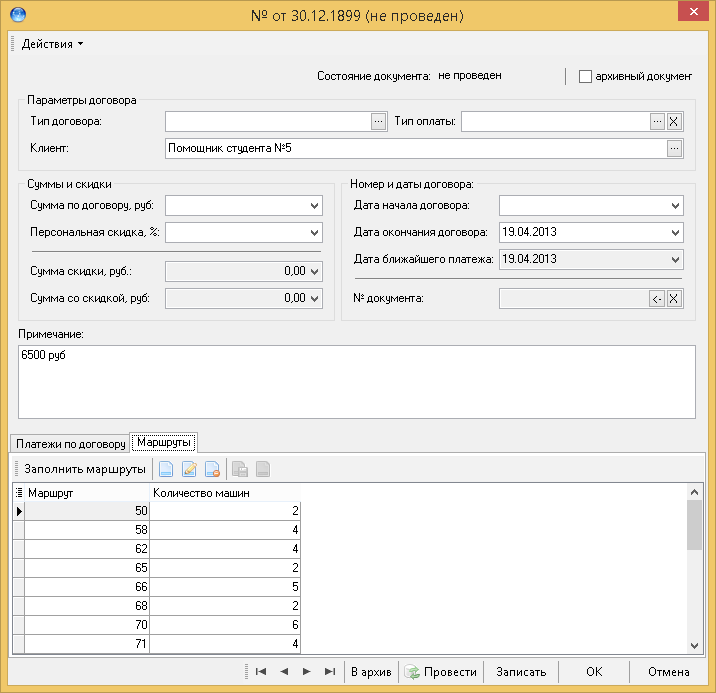 № от 30.12.1899 (не проведен)
Действия
Состояние документа: не проведен архивный документ
Параметры договора
Тип договора: ... Тип оплаты: ... X
Клиент: Помощник студента №5 ...
Суммы и скидки Номер и даты договора:
Сумма по договору, руб: Дата начала договора:
Персональная скидка, %: Дата окончания договора: 19.04.2013
Дата ближайшего платежа: 19.04.2013
Сумма скидки, руб.: 0,00
Сумма со скидкой, руб: 0,00 № документа: <- X
Примечание:
6500 руб
Платежи по договору Маршруты
Заполнить маршруты
Маршрут Количество машин
50 2
58 4
62 4
65 2
66 5
68 2
70 6
71 4
В архив Провести Записать ОК Отмена